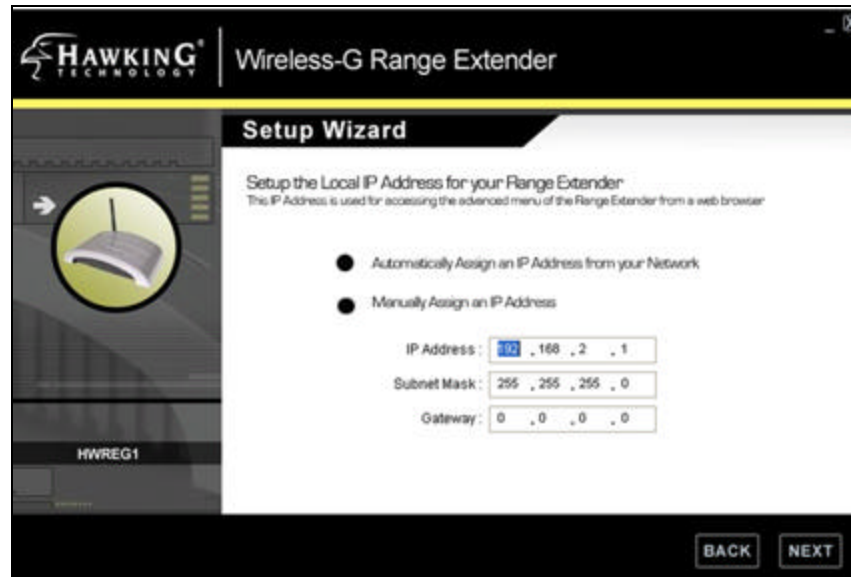 HAWKING®
TECHNOLOGY
Wireless-G Range Extender
Setup Wizard
Setup the Local IP Address for your Range Extender
This IP Address is used for accessing the advanced menu of the Range Extender from a web browser
Automatically Assign an IP Address from your Network
Manually Assign an IP Address
IP Address : 192 . 168 . 2 . 1
Subnet Mask : 255 . 255 . 255 . 0
Gateway : 0 . 0 . 0 . 0
HWREG1
BACK NEXT